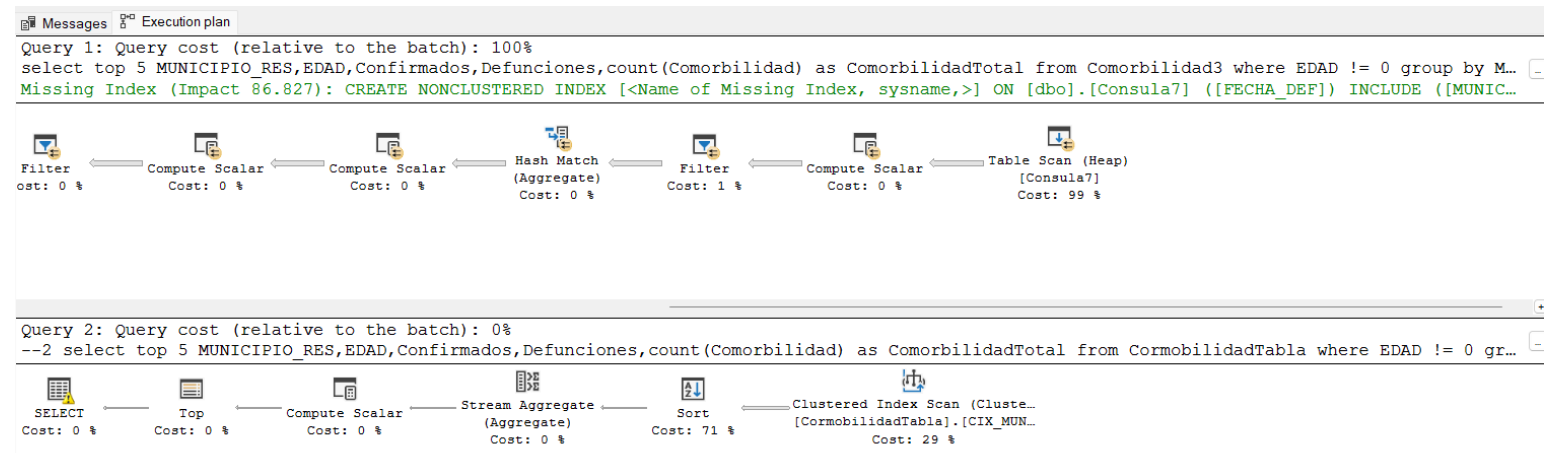 Messages Execution plan
Query 1: Query cost (relative to the batch): 100%
select top 5 MUNICIPIO_RES,EDAD,Confirmados,Defunciones,count(Comorbilidad) as ComorbilidadTotal from Comorbilidad3 where EDAD != 0 group by M…
Missing Index (Impact 86.827): CREATE NONCLUSTERED INDEX [<Name of Missing Index, sysname,>] ON [dbo].[Consula7] ([FECHA_DEF]) INCLUDE ([MUNIC…
Filter
ost: 0 %
Compute Scalar
Cost: 0 %
Compute Scalar
Cost: 0 %
Hash Match
(Aggregate)
Cost: 0 %
Filter
Cost: 1 %
Compute Scalar
Cost: 0 %
Table Scan (Heap)
[Consula7]
Cost: 99 %
Query 2: Query cost (relative to the batch): 0%
--2 select top 5 MUNICIPIO_RES,EDAD,Confirmados,Defunciones,count(Comorbilidad) as ComorbilidadTotal from CormobilidadTabla where EDAD != 0 gr…
SELECT
Cost: 0 %
Top
Cost: 0 %
Compute Scalar
Cost: 0 %
Stream Aggregate
(Aggregate)
Cost: 0 %
Sort
Cost: 71 %
Clustered Index Scan (Cluste…
[CormobilidadTabla].[CIX_MUN…
Cost: 29 %